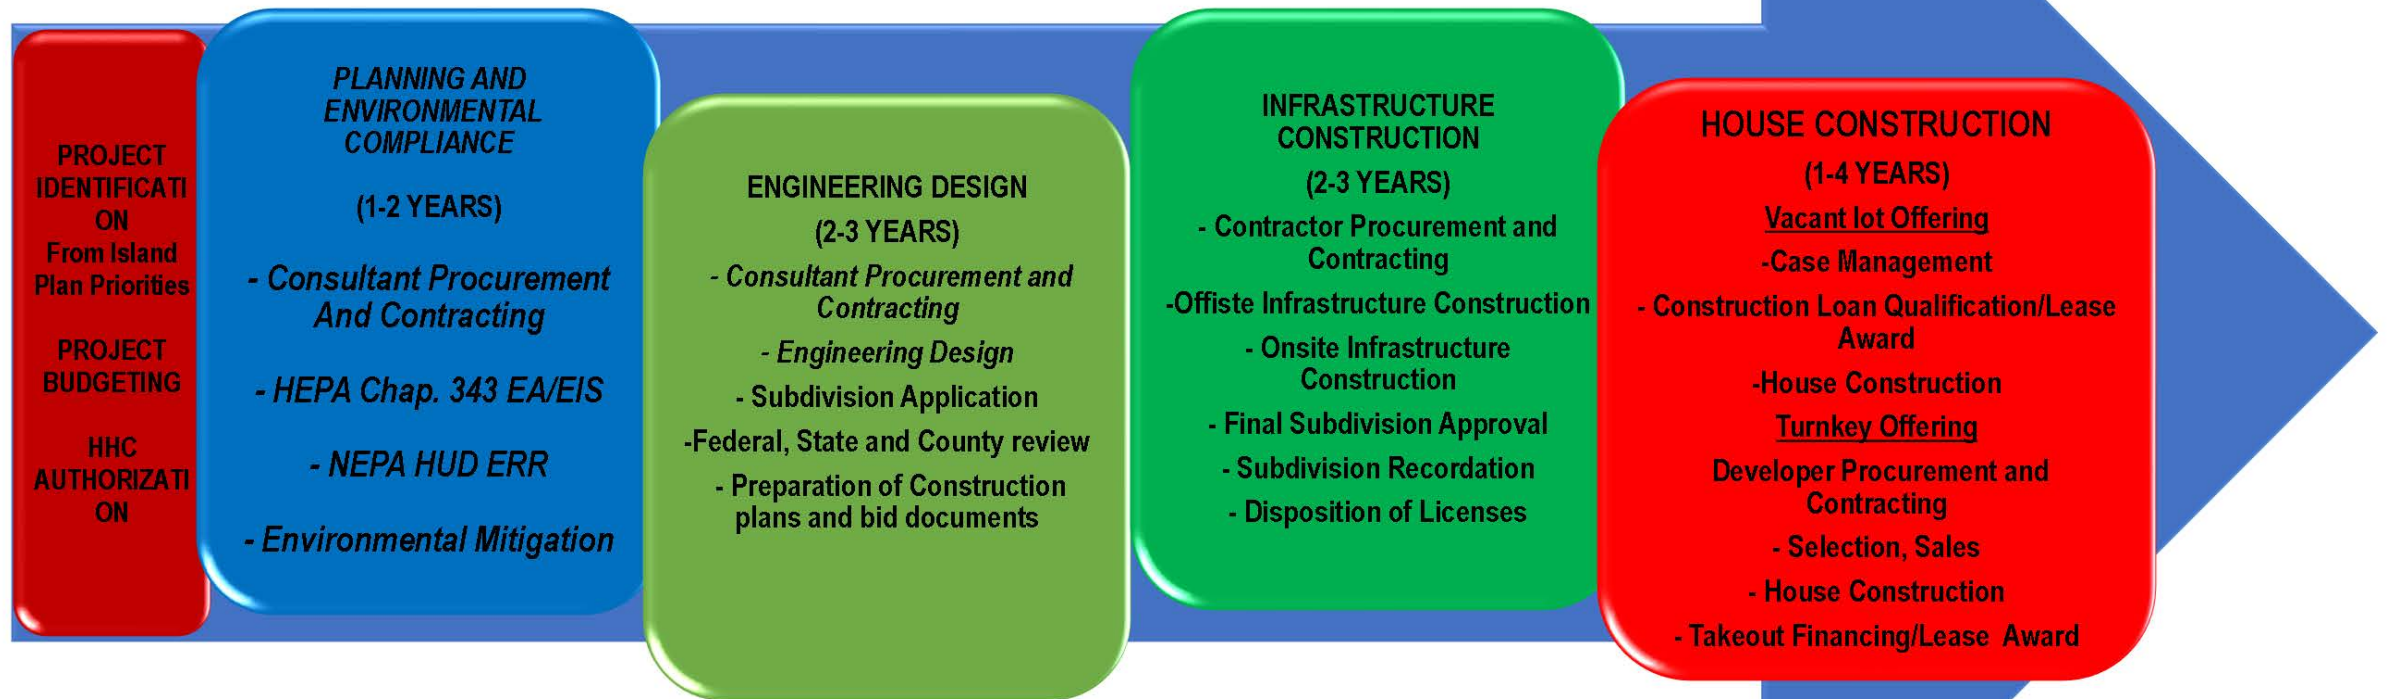 PROJECT
IDENTIFICATI
ON
From Island
Plan Priorities
PROJECT
BUDGETING
HHC
AUTHORIZATI
ON
PLANNING AND
ENVIRONMENTAL
COMPLIANCE
(1-2 YEARS)
- Consultant Procurement
And Contracting
- HEPA Chap. 343 EA/EIS
- NEPA HUD ERR
- Environmental Mitigation
ENGINEERING DESIGN
(2-3 YEARS)
- Consultant Procurement and
Contracting
- Engineering Design
- Subdivision Application
-Federal, State and County review
- Preparation of Construction
plans and bid documents
INFRASTRUCTURE
CONSTRUCTION
(2-3 YEARS)
- Contractor Procurement and
Contracting
-Offiste Infrastructure Construction
- Onsite Infrastructure
Construction
- Final Subdivision Approval
- Subdivision Recordation
- Disposition of Licenses
HOUSE CONSTRUCTION
(1-4 YEARS)
Vacant lot Offering
-Case Management
- Construction Loan Qualification/Lease
Award
-House Construction
Turnkey Offering
Developer Procurement and
Contracting
- Selection, Sales
- House Construction
- Takeout Financing/Lease Award